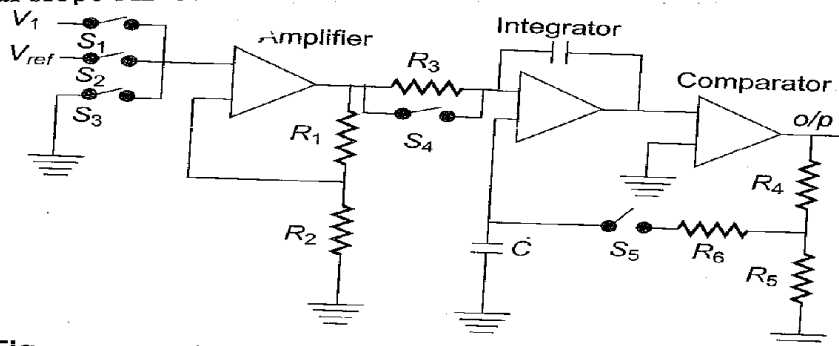 V1
S1
Vref
S2
S3
Amplifier
R1
R2
R3
S4
Integrator
Comparator
o/p
R4
C
S5
R6
R5